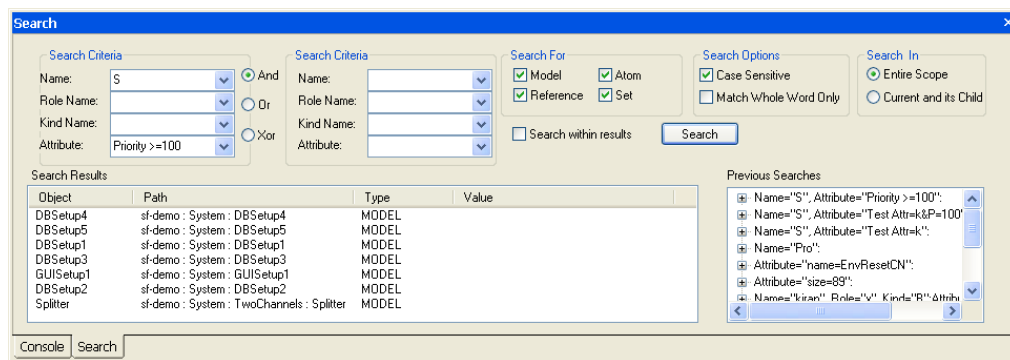 Search
Search Criteria
Name: S
Role Name:
Kind Name:
Attribute: Priority >=100
And
Or
Xor
Search Criteria
Name:
Role Name:
Kind Name:
Attribute:
Search For
Model Atom
Reference Set
Search Options
Case Sensitive
Match Whole Word Only
Search In
Entire Scope
Current and its Child
Search within results Search
Search Results
Object Path Type Value
DBSetup4 sf-demo : System : DBSetup4 MODEL
DBSetup5 sf-demo : System : DBSetup5 MODEL
DBSetup1 sf-demo : System : DBSetup1 MODEL
DBSetup3 sf-demo : System : DBSetup3 MODEL
GUISetup1 sf-demo : System : GUISetup1 MODEL
DBSetup2 sf-demo : System : DBSetup2 MODEL
Splitter sf-demo : System : TwoChannels : Splitter MODEL
Previous Searches
Name="S", Attribute="Priority >=100":
Name="S", Attribute="Test Attr=k&P=100"
Name="S", Attribute="Test Attr=k":
Name="Pro":
Attribute="name=EnvResetCN":
Attribute="size=89":
Name="kiran", Role="v", Kind="B":Attribu
Console Search